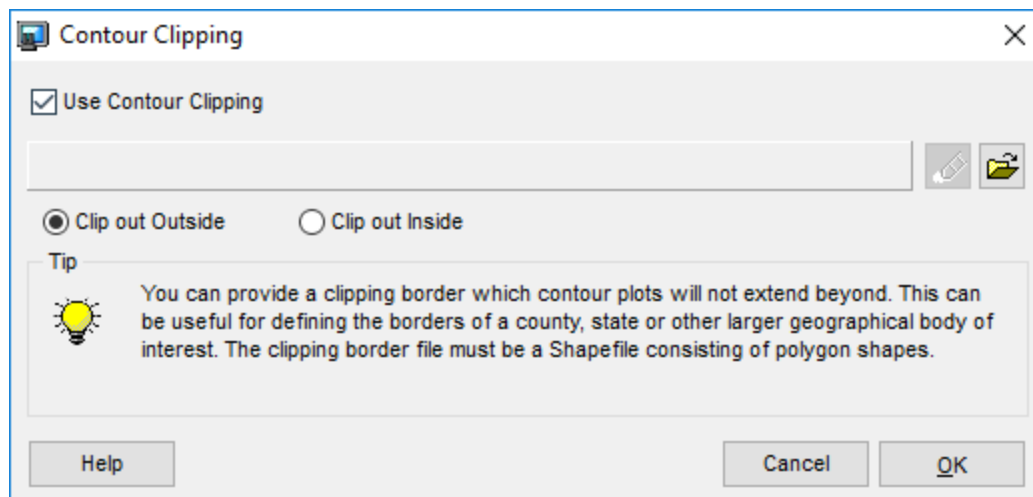 Contour Clipping
Use Contour Clipping
Clip out Outside
Clip out Inside
Tip
You can provide a clipping border which contour plots will not extend beyond. This can
be useful for defining the borders of a county, state or other larger geographical body of
interest. The clipping border file must be a Shapefile consisting of polygon shapes.
Help
Cancel
OK